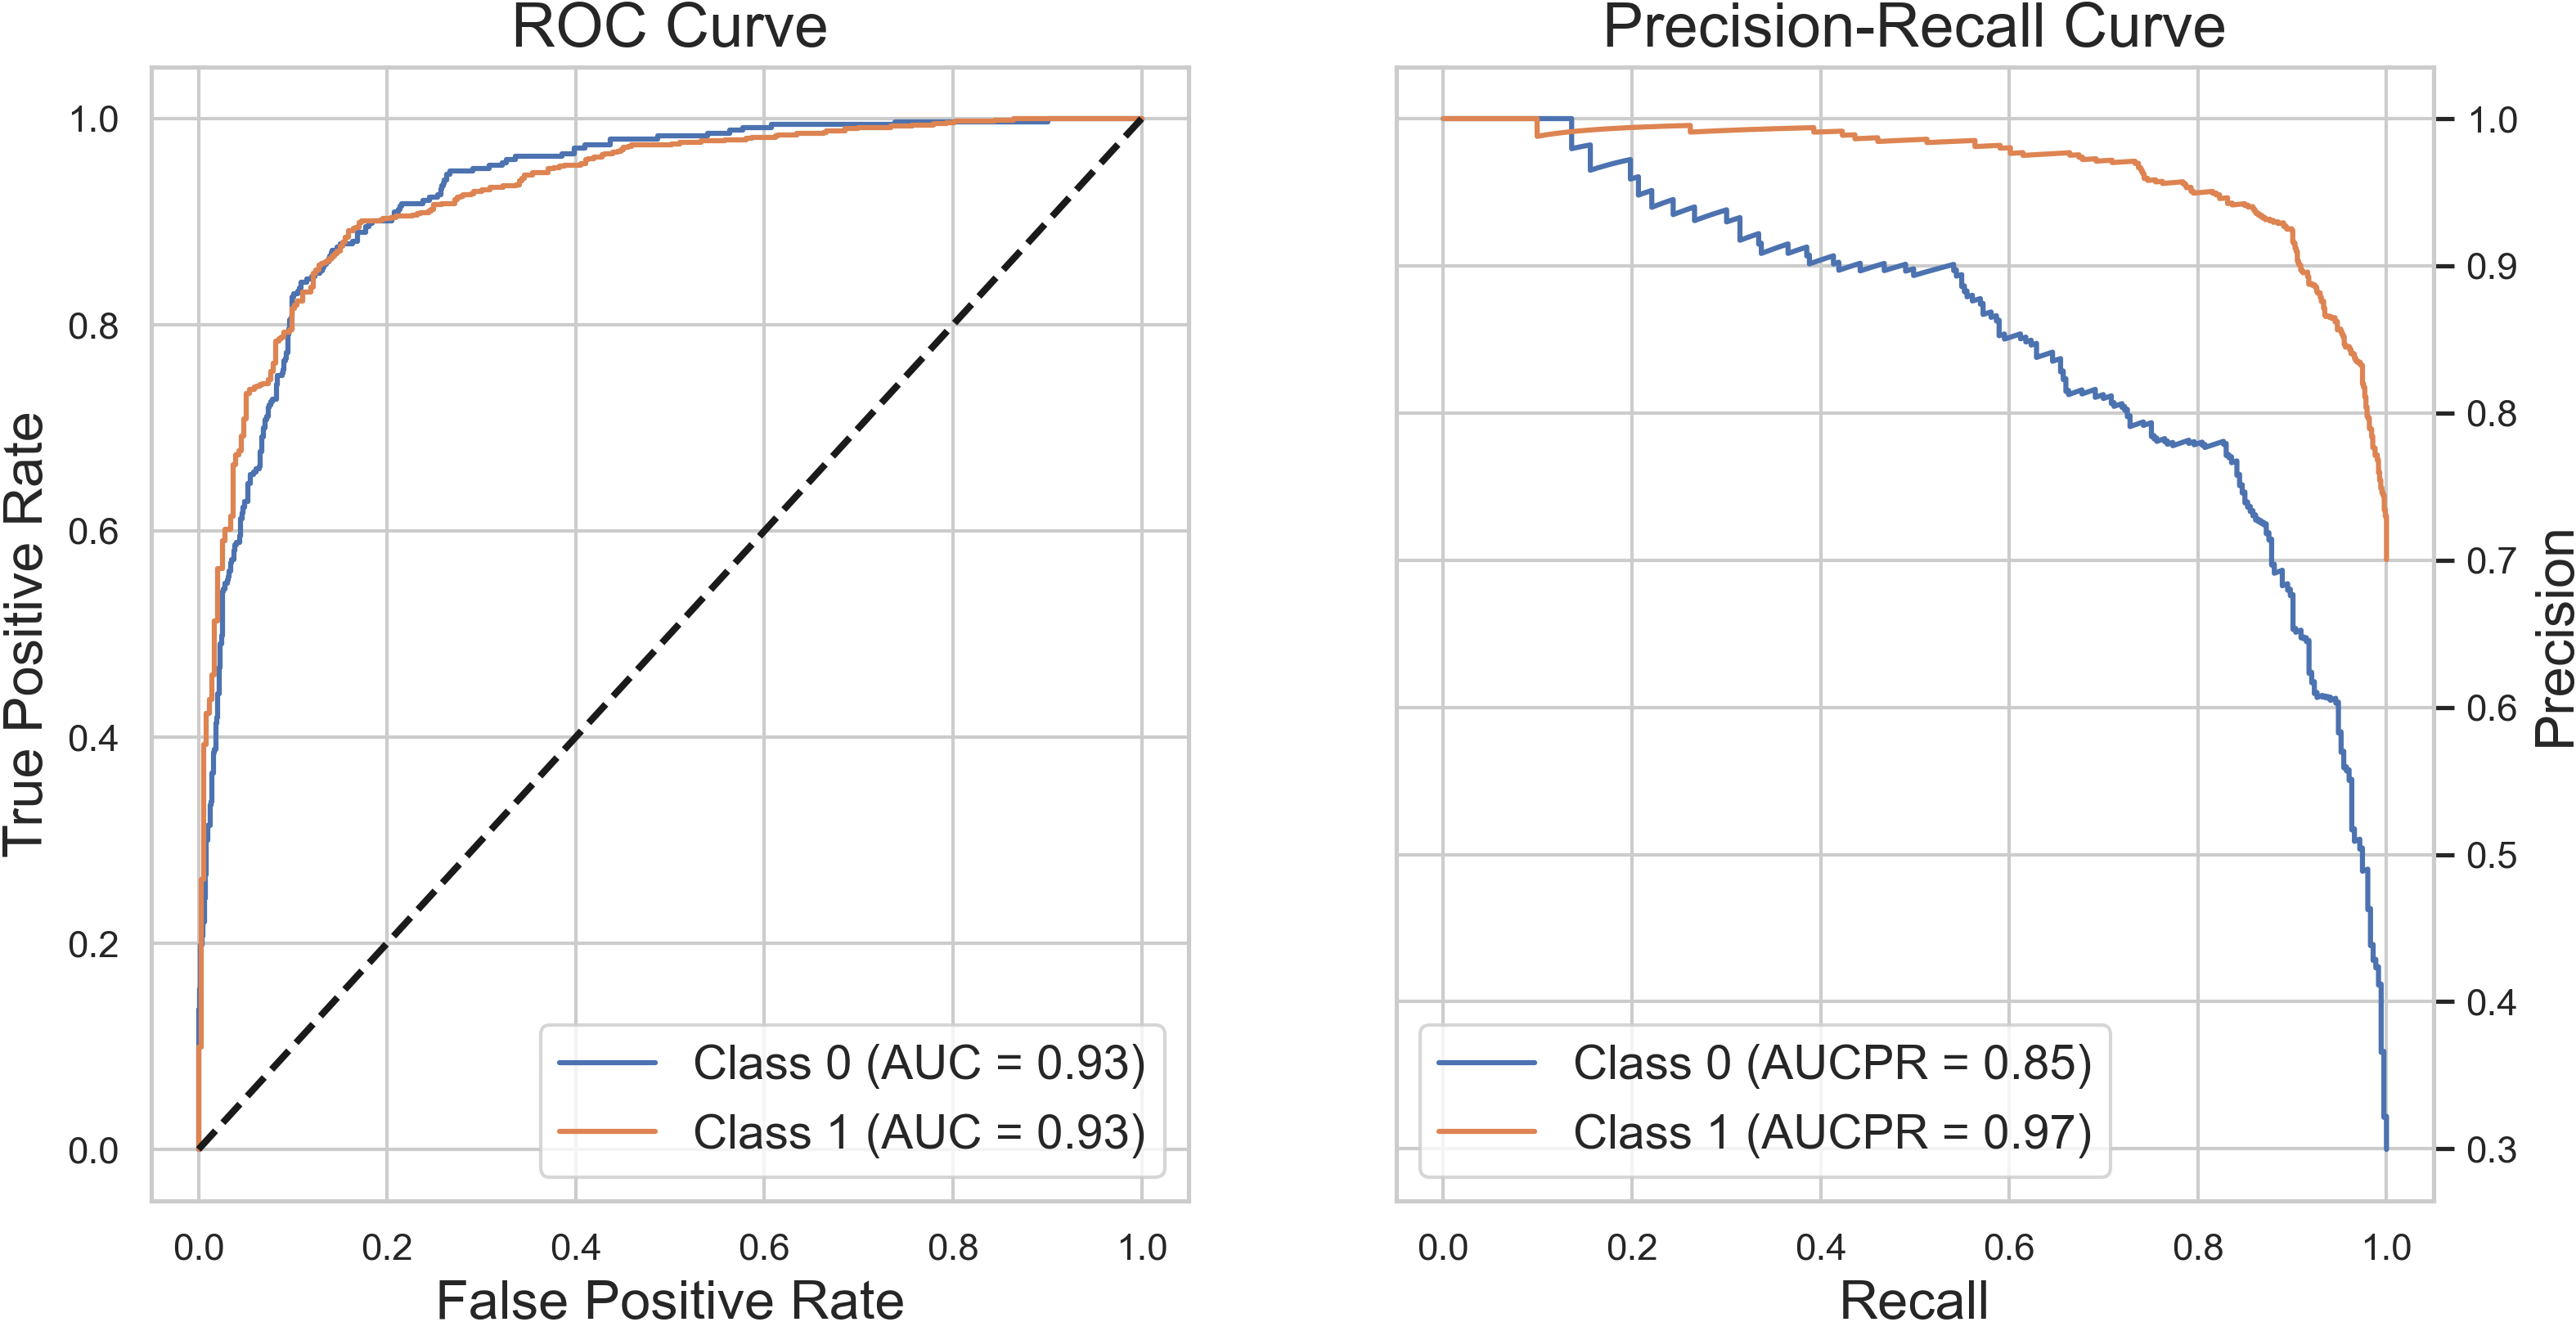 ROC Curve
True Positive Rate
1.0
0.8
0.6
0.4
0.2
0.0
Class 0 (AUC = 0.93)
Class 1 (AUC = 0.93)
0.0 0.2 0.4 0.6 0.8 1.0
False Positive Rate
Precision-Recall Curve
1.0
0.9
0.8
0.7
0.6
0.5
0.4
0.3
Precision
Class 0 (AUCPR = 0.85)
Class 1 (AUCPR = 0.97)
0.0 0.2 0.4 0.6 0.8 1.0
Recall